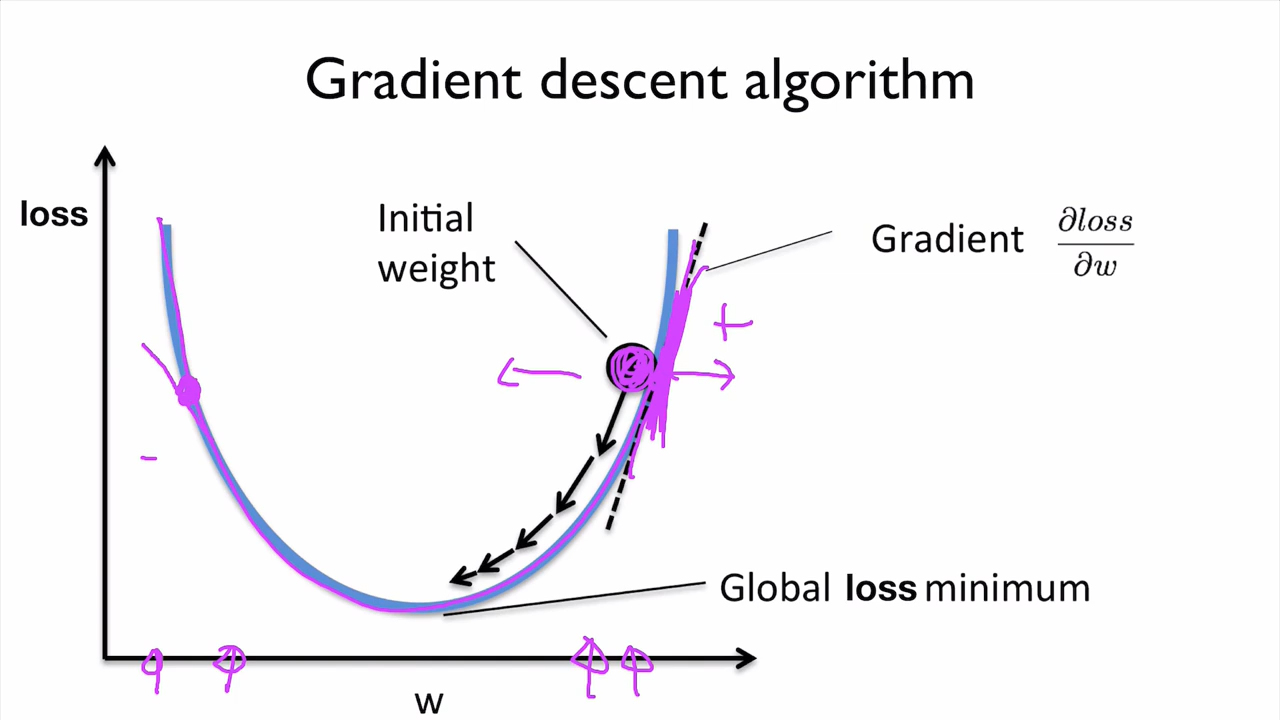 Gradient descent algorithm
loss
Initial
weight
Gradient ∂loss/∂w
+
-
Global loss minimum
w